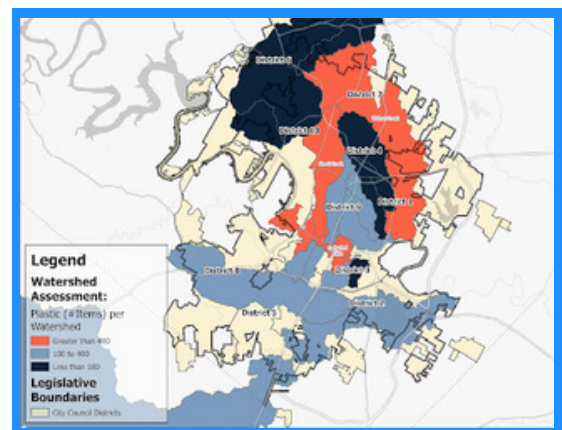 District 6
District 7
District 10
District 4
District 1
District 9
District 3
District 8
District 2
District 5
Legend
Watershed
Assessment:
Plastic (#Items) per
Watershed
Greater than 400
100 to 400
Less than 100
Legislative
Boundaries
City Council Districts